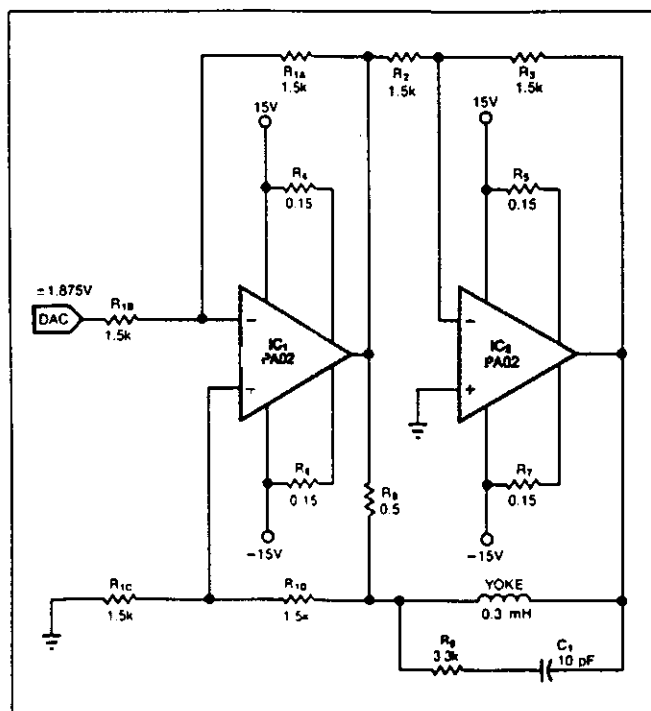 R1A
1.5k
R2
1.5k
R3
1.5k
15V
15V
R4
0.15
R5
0.15
±1.875V
DAC
R1B
1.5k
−
IC1
PA02
+
−
IC2
PA02
+
R6
0.15
R7
0.15
R8
0.5
−15V
−15V
R1C
1.5k
R1D
1.5k
YOKE
0.3 mH
R9
3.3k
C1
10 pF